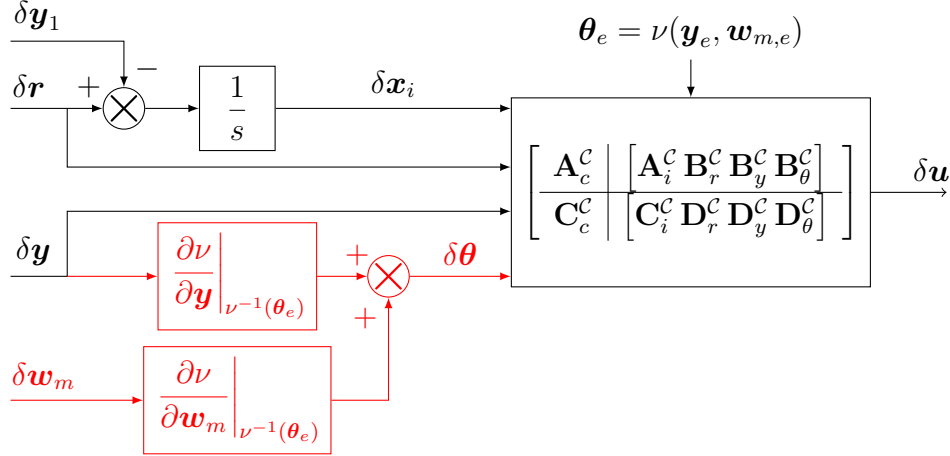 δy₁
θₑ = ν(yₑ, w_{m,e})
−
δr
+
1/s
δxᵢ
[ A_c^𝒞 | [A_i^𝒞 B_r^𝒞 B_y^𝒞 B_θ^𝒞] ]
[ C_c^𝒞 | [C_i^𝒞 D_r^𝒞 D_y^𝒞 D_θ^𝒞] ]
δu
δy
∂ν/∂y |_{ν⁻¹(θₑ)}
+
δθ
+
δw_m
∂ν/∂w_m |_{ν⁻¹(θₑ)}